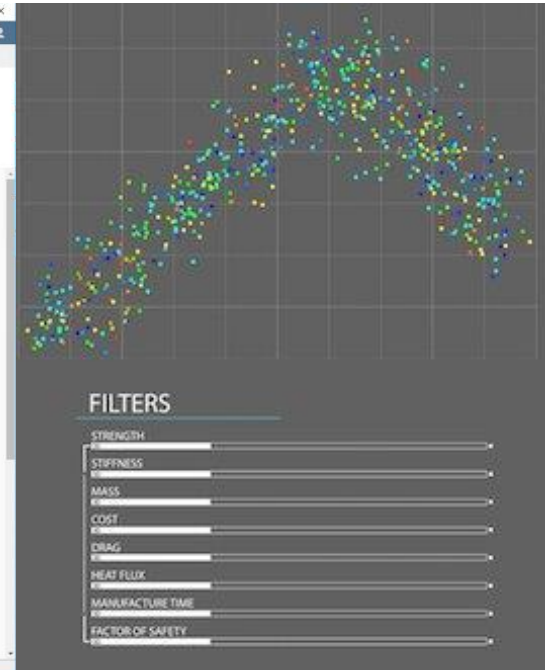 FILTERS
STRENGTH
STIFFNESS
MASS
COST
DRAG
HEAT FLUX
MANUFACTURE TIME
FACTOR OF SAFETY